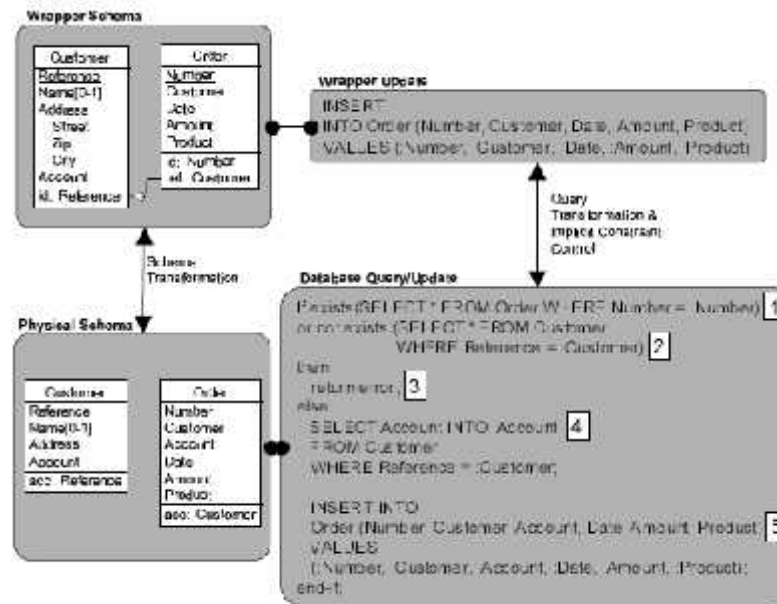 Wrapper Schema
Customer
Reference
Name[0-1]
Address
Street
Zip
City
Account
id: Reference
Order
Number
Customer
Date
Amount
Product
id: Number
ref: Customer
Wrapper Update
INSERT
INTO Order (Number, Customer, Date, Amount, Product)
VALUES (:Number, :Customer, :Date, :Amount, :Product)
Schema
Transformation
Query
Transformation &
Implicit Constraint
Control
Physical Schema
Customer
Reference
Name[0-1]
Address
Account
acc: Reference
Order
Number
Customer
Account
Date
Amount
Product
acc: Customer
Database Query/Update
If exists (SELECT * FROM Order WHERE Number = :Number) 1
or not exists (SELECT * FROM Customer
WHERE Reference = :Customer) 2
then
return error; 3
else
SELECT Account INTO :Account 4
FROM Customer
WHERE Reference = :Customer;
INSERT INTO
Order (Number, Customer, Account, Date, Amount, Product) 5
VALUES
(:Number, :Customer, :Account, :Date, :Amount, :Product);
end-if;